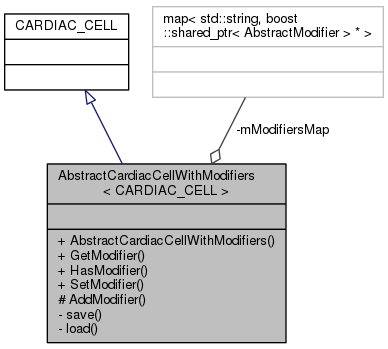 CARDIAC_CELL
map< std::string, boost
::shared_ptr< AbstractModifier > * >
-mModifiersMap
AbstractCardiacCellWithModifiers
< CARDIAC_CELL >
+ AbstractCardiacCellWithModifiers()
+ GetModifier()
+ HasModifier()
+ SetModifier()
# AddModifier()
- save()
- load()